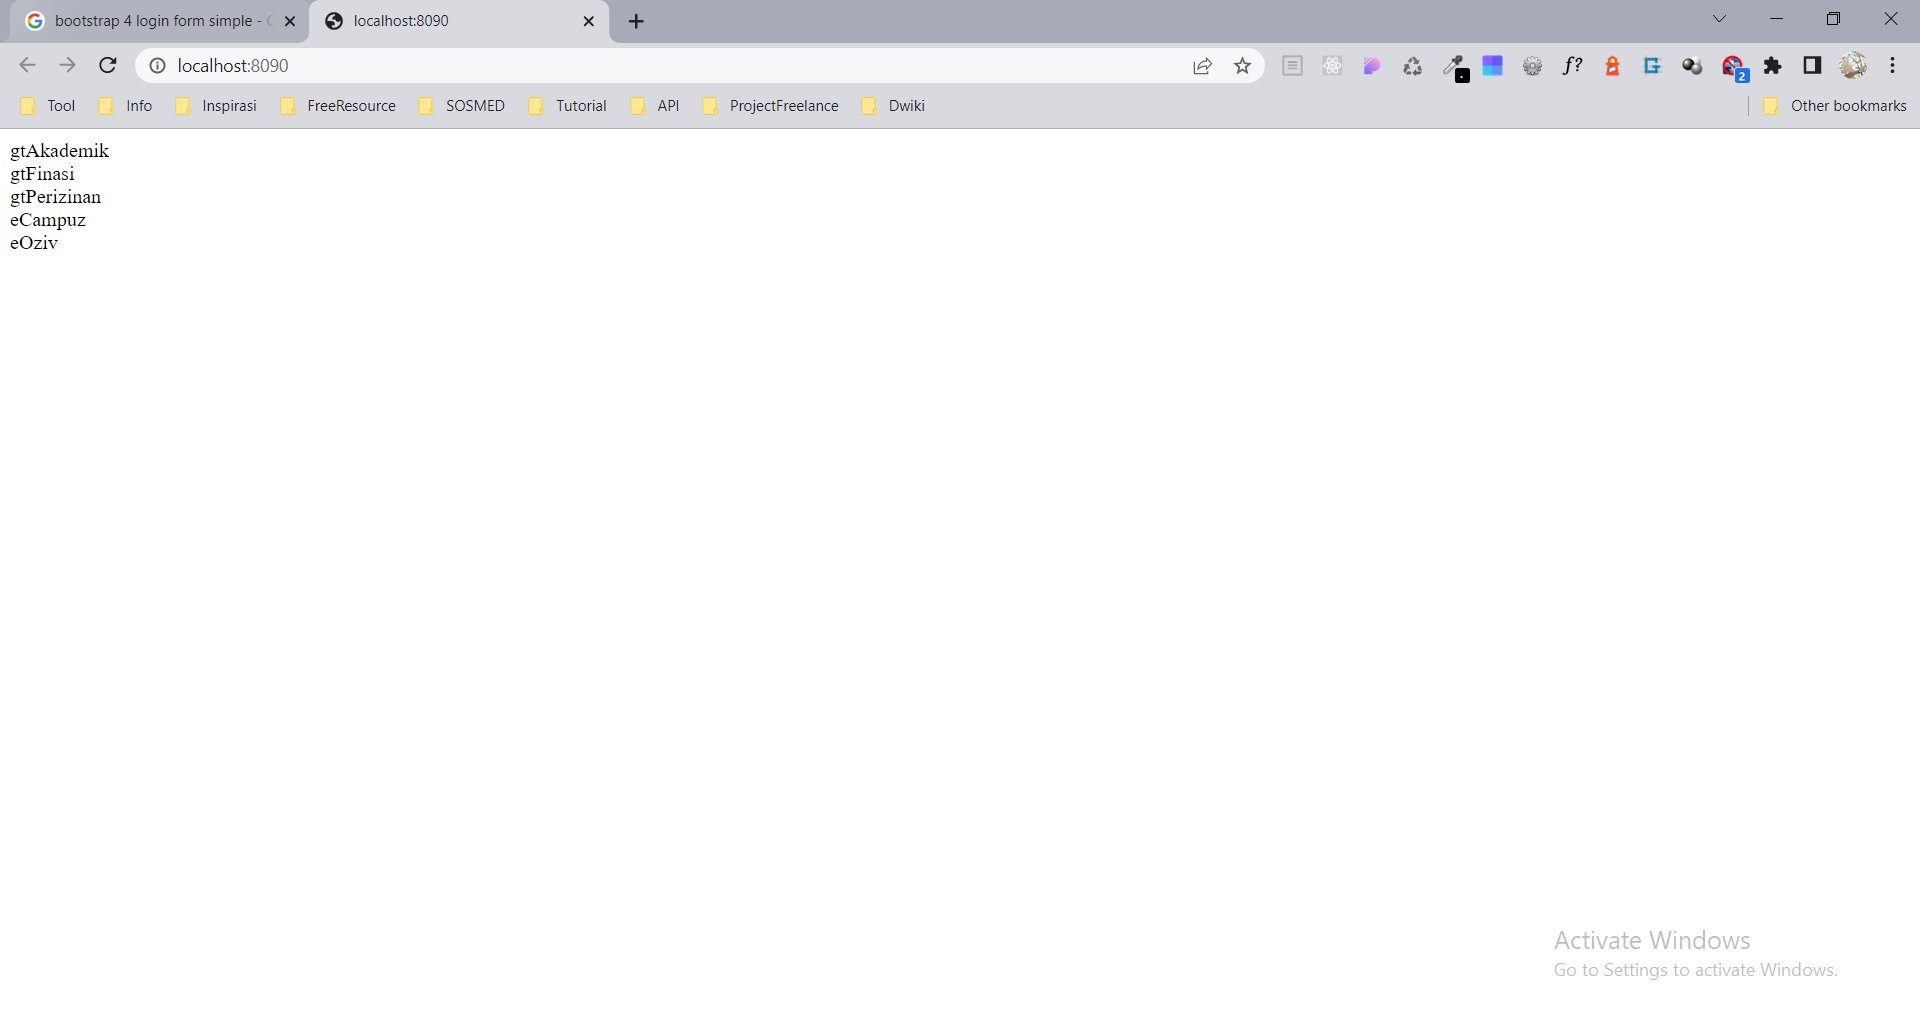 bootstrap 4 login form simple -
localhost:8090
localhost:8090
2
f?
Tool
Info
Inspirasi
FreeResource
SOSMED
Tutorial
API
ProjectFreelance
Dwiki
Other bookmarks
gtAkademik
gtFinasi
gtPerizinan
eCampuz
eOziv
Activate Windows
Go to Settings to activate Windows.